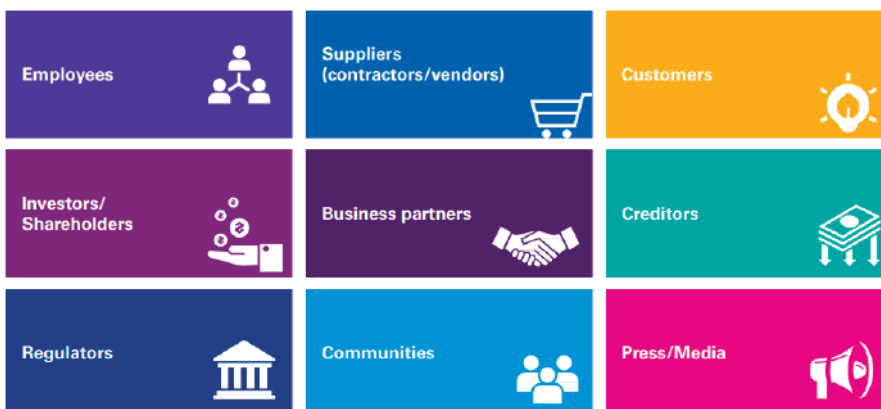 Employees
Suppliers
(contractors/vendors)
Customers
Investors/
Shareholders
Business partners
Creditors
Regulators
Communities
Press/Media